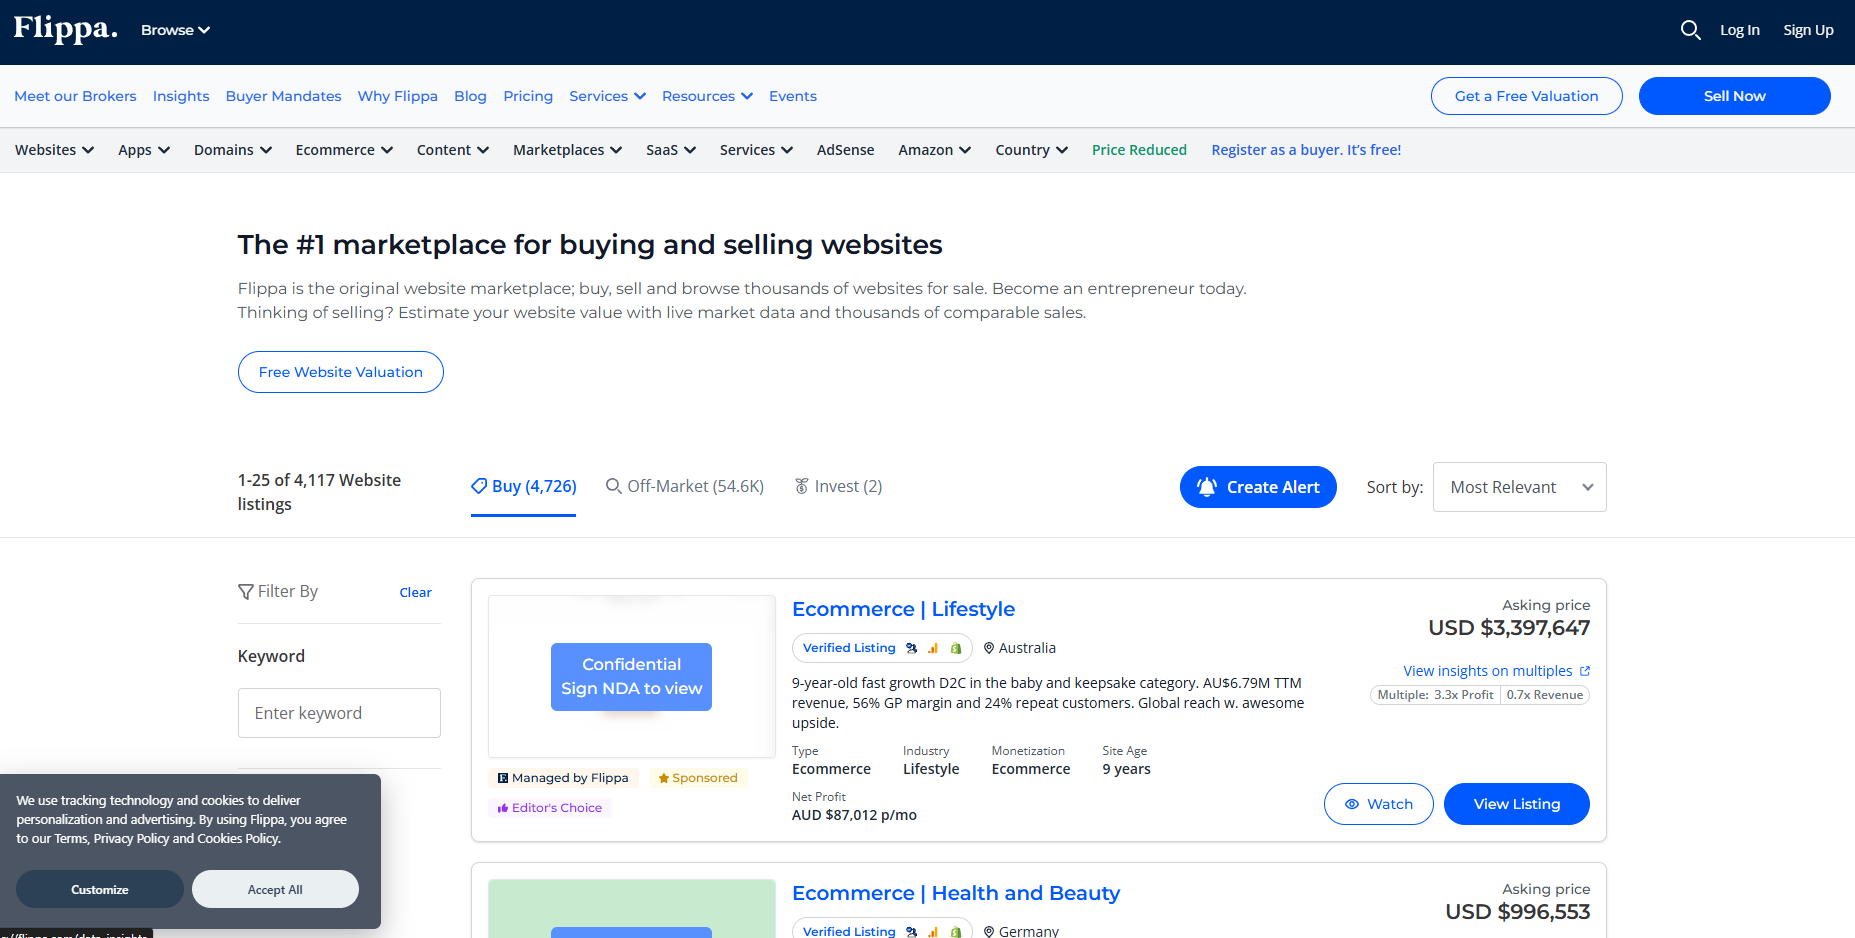 Flippa.
Browse
Log In
Sign Up
Meet our Brokers
Insights
Buyer Mandates
Why Flippa
Blog
Pricing
Services
Resources
Events
Get a Free Valuation
Sell Now
Websites
Apps
Domains
Ecommerce
Content
Marketplaces
SaaS
Services
AdSense
Amazon
Country
Price Reduced
Register as a buyer. It's free!
The #1 marketplace for buying and selling websites
Flippa is the original website marketplace; buy, sell and browse thousands of websites for sale. Become an entrepreneur today.
Thinking of selling? Estimate your website value with live market data and thousands of comparable sales.
Free Website Valuation
1-25 of 4,117 Website
listings
Buy (4,726)
Off-Market (54.6K)
Invest (2)
Create Alert
Sort by:
Most Relevant
Filter By
Clear
Keyword
Enter keyword
Confidential
Sign NDA to view
Managed by Flippa
Sponsored
Editor's Choice
Ecommerce | Lifestyle
Verified Listing
Australia
9-year-old fast growth D2C in the baby and keepsake category. AU$6.79M TTM
revenue, 56% GP margin and 24% repeat customers. Global reach w. awesome
upside.
Type
Ecommerce
Industry
Lifestyle
Monetization
Ecommerce
Site Age
9 years
Net Profit
AUD $87,012 p/mo
Asking price
USD $3,397,647
View insights on multiples
Multiple: 3.3x Profit
0.7x Revenue
Watch
View Listing
Ecommerce | Health and Beauty
Verified Listing
Germany
Asking price
USD $996,553
We use tracking technology and cookies to deliver
personalization and advertising. By using Flippa, you agree
to our Terms, Privacy Policy and Cookies Policy.
Customize
Accept All